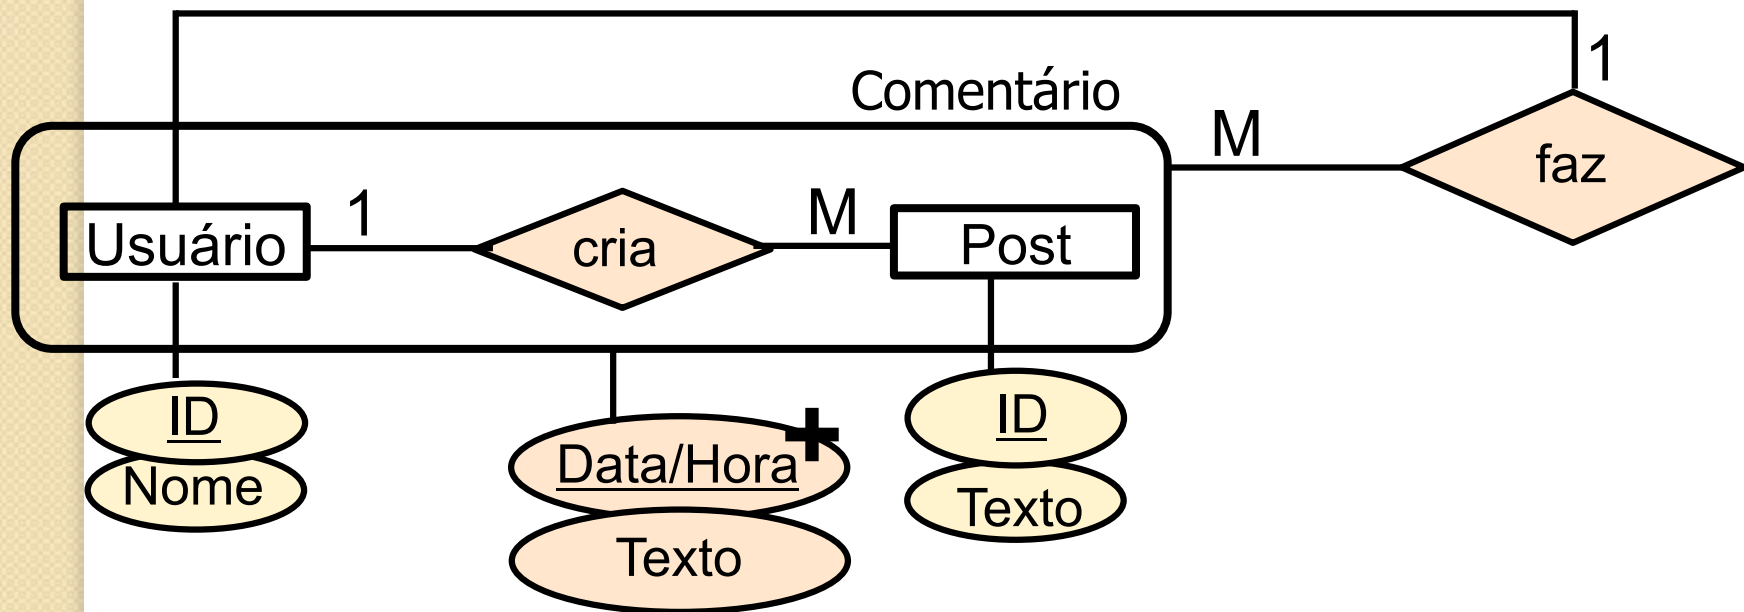 1
Comentário
M
faz
Usuário
1
cria
M
Post
ID
Nome
Data/Hora
Texto
ID
Texto